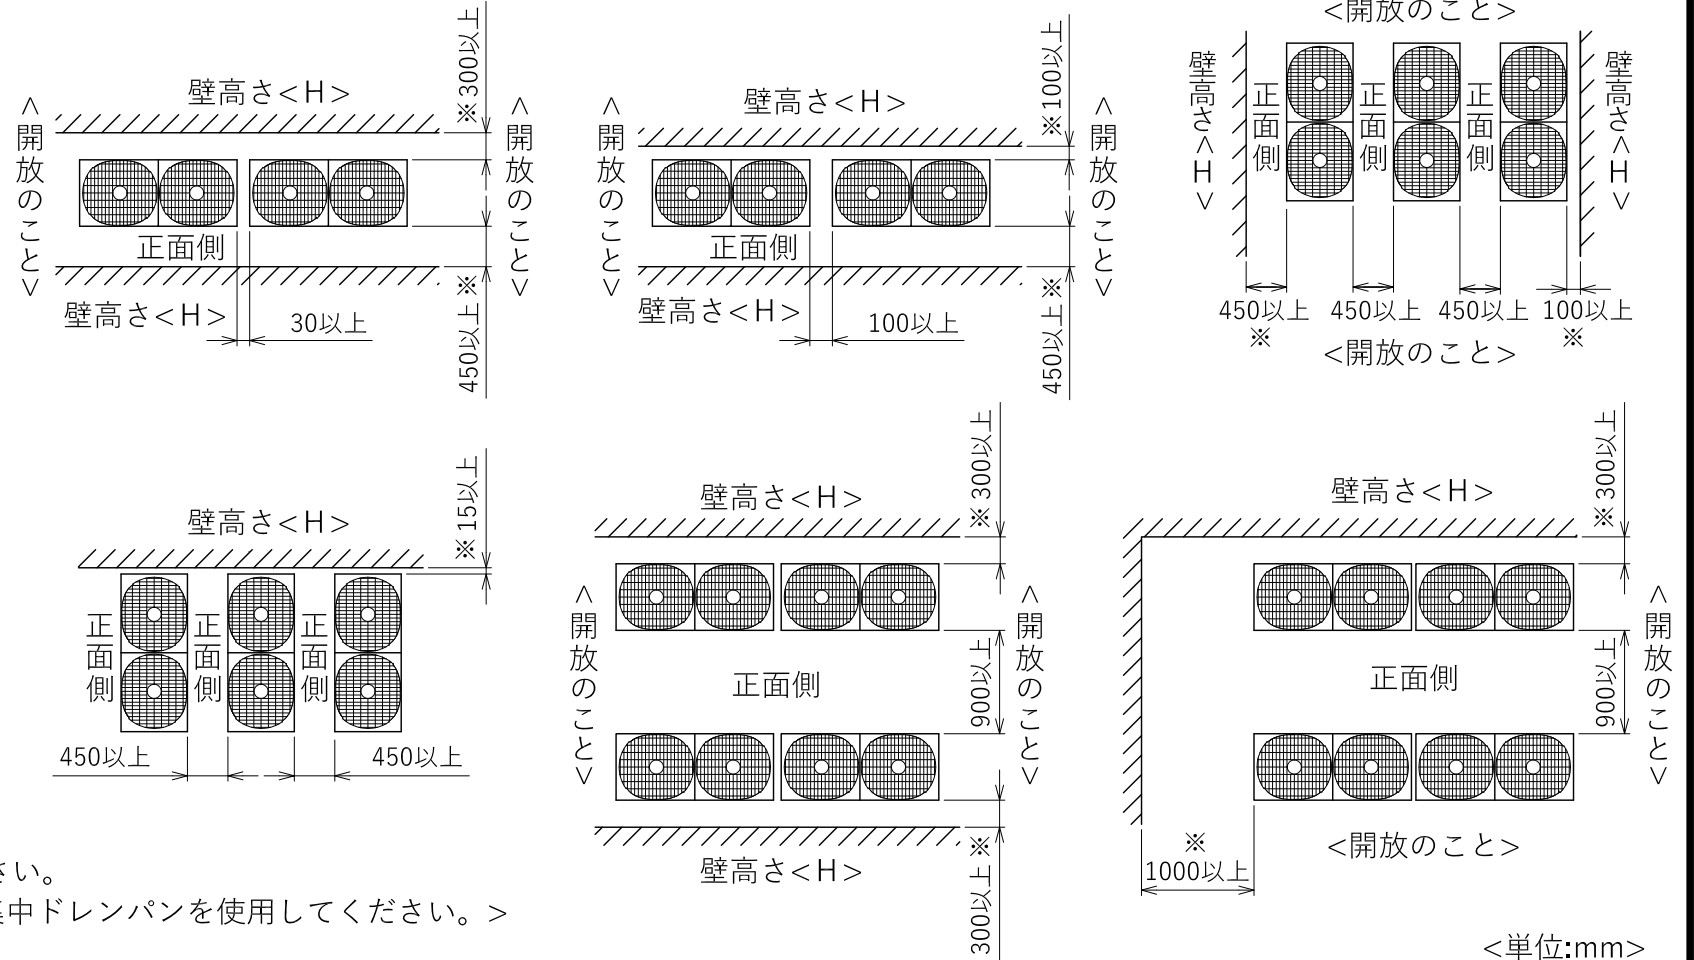 壁高さ<H>
※300以上
<開放のこと>
<開放のこと>
正面側
壁高さ<H>
30以上
450以上※
壁高さ<H>
※100以上
<開放のこと>
<開放のこと>
正面側
壁高さ<H>
100以上
450以上※
<開放のこと>
壁高さ<H>
正面側
正面側
正面側
壁高さ<H>
450以上
※
450以上
450以上
100以上
※
<開放のこと>
壁高さ<H>
※15以上
正面側
正面側
正面側
450以上
450以上
壁高さ<H>
※300以上
<開放のこと>
<開放のこと>
正面側
900以上
壁高さ<H>
300以上※
壁高さ<H>
※300以上
正面側
900以上
<開放のこと>
※
1000以上
<開放のこと>
さい。
集中ドレンパンを使用してください。>
<単位:mm>